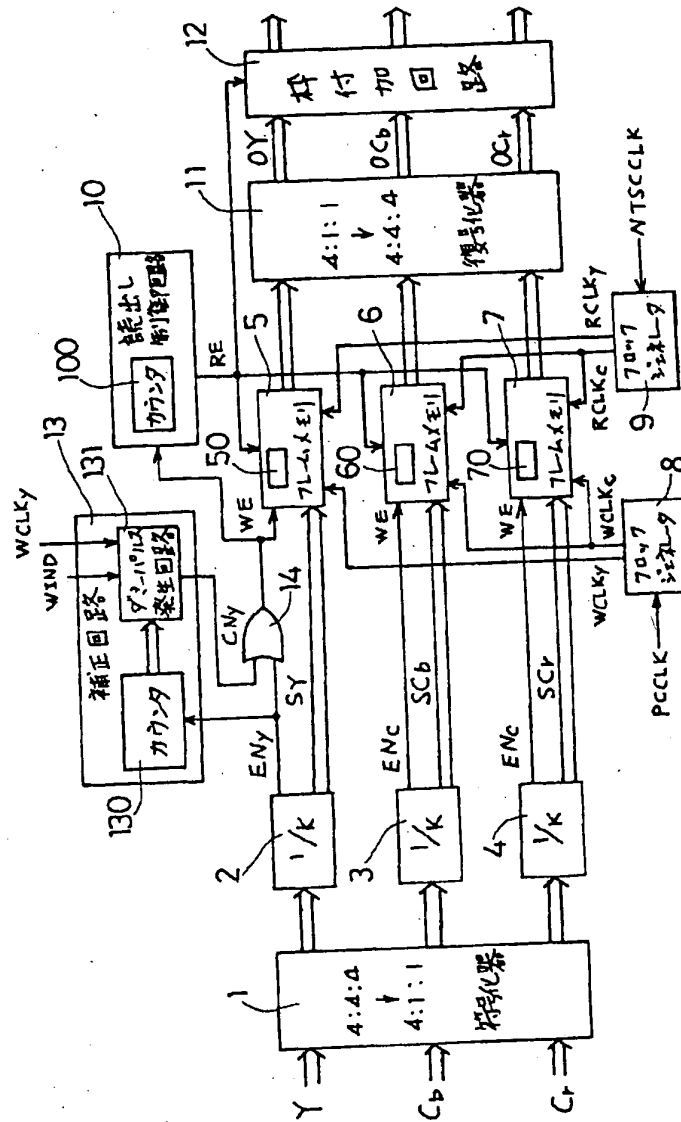 Y
Cb
Cr
1
4:4:4
↓
4:1:1
符号化器
2
1/K
3
1/K
4
1/K
ENy
SY
ENc
SCb
ENc
SCr
13
補正回路
130
カウンタ
131
ダミーパルス
発生回路
WIND
WCLKy
CNy
14
10
読出し
制御回路
100
カウンタ
RE
WE
5
50
フレームメモリ
WE
6
60
フレームメモリ
WE
7
70
フレームメモリ
WCLKy
WCLKc
8
クロック
ジェネレータ
PCCLK
RCLKc
RCLKy
9
クロック
ジェネレータ
NTSCCLK
11
4:1:1
↓
4:4:4
復号化器
OY
OCb
OCr
12
枠付加回路